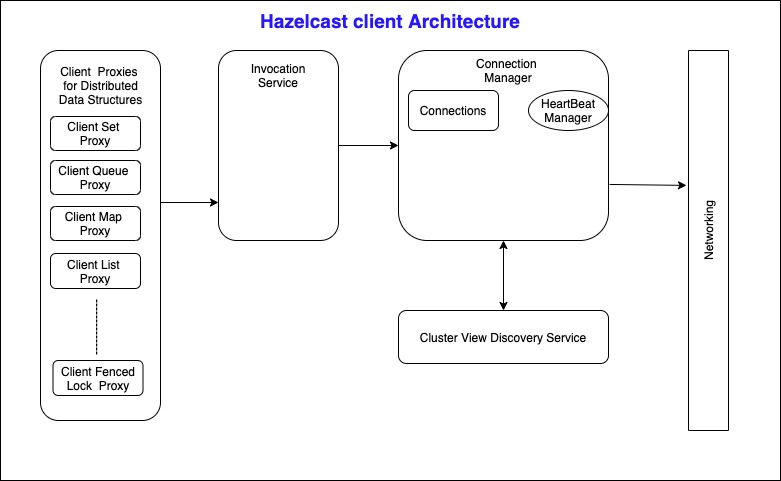 Hazelcast client Architecture
Client Proxies
for Distributed
Data Structures
Client Set
Proxy
Client Queue
Proxy
Client Map
Proxy
Client List
Proxy
Client Fenced
Lock Proxy
Invocation
Service
Connection
Manager
Connections
HeartBeat
Manager
Cluster View Discovery Service
Networking